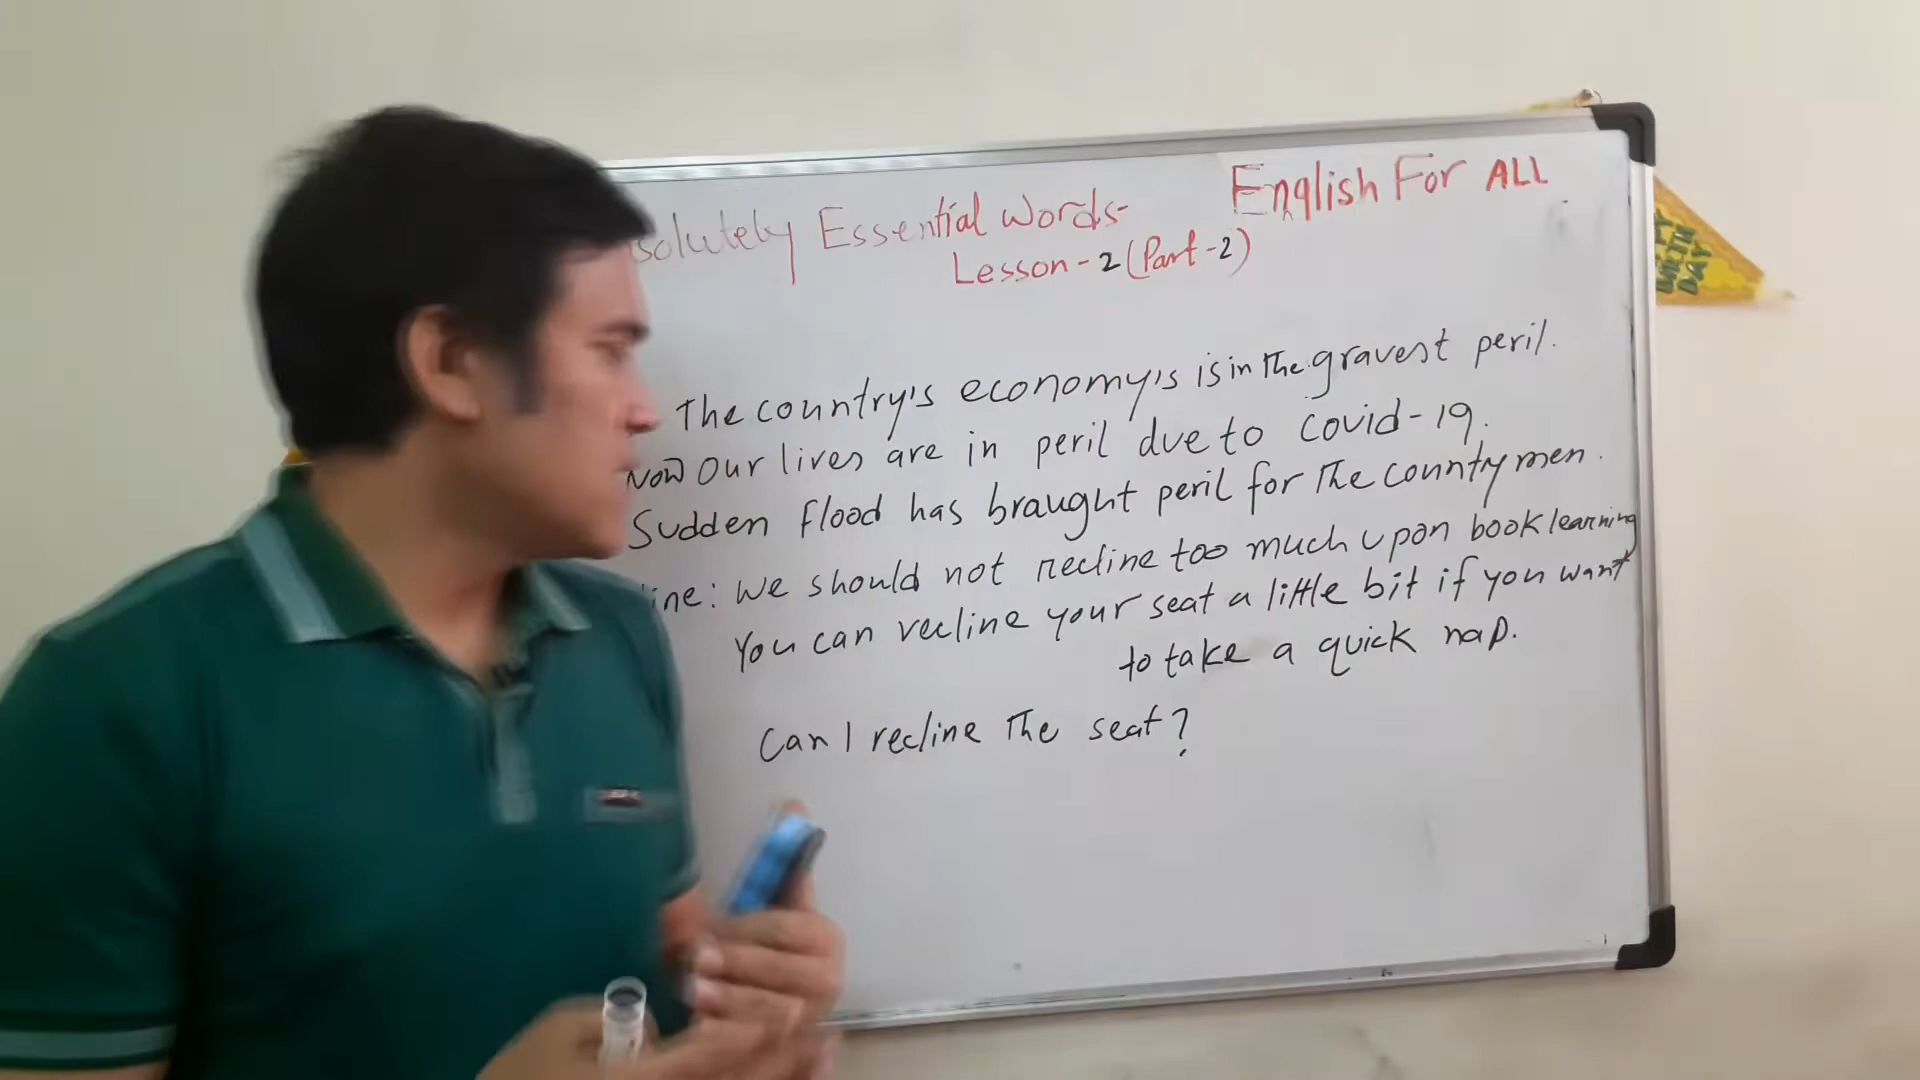 solutely Essential Words-
English For ALL
Lesson-2 (Part-2)
The country's economy's is in The gravest peril.
Now Our lives are in peril due to covid-19.
Sudden flood has braught peril for The countrymen.
ine: We should not recline too much upon book learning
You can recline your seat a little bit if you want
to take a quick nap.
Can I recline The seat?